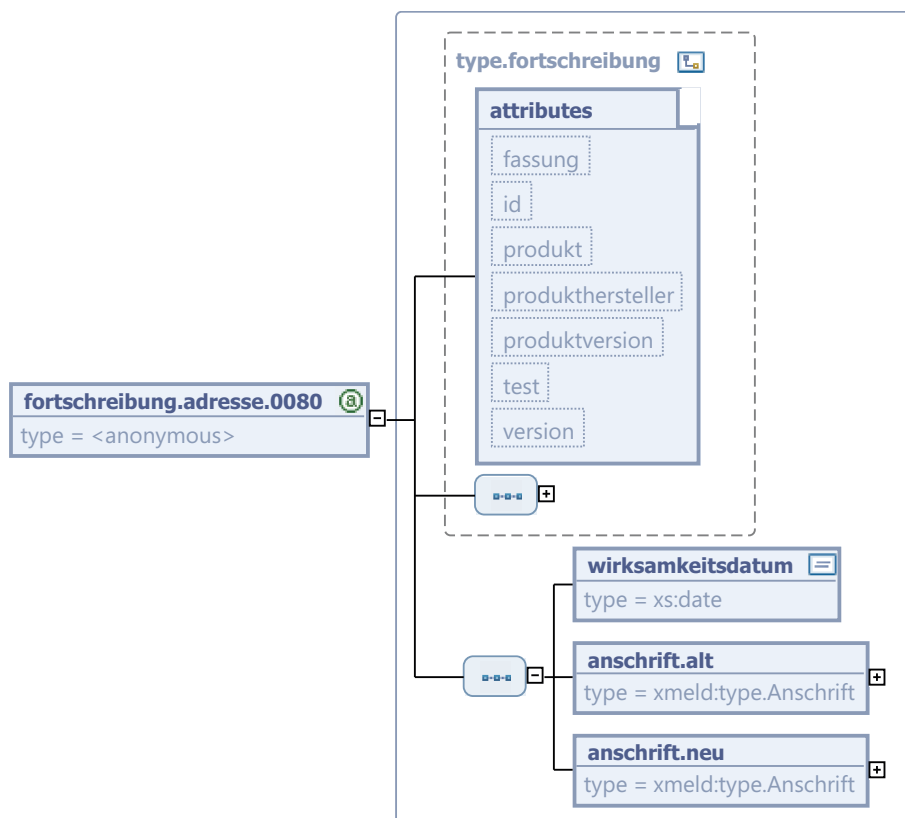 type.fortschreibung
attributes
fassung
id
produkt
produkthersteller
produktversion
test
version
fortschreibung.adresse.0080
type = <anonymous>
wirksamkeitsdatum
type = xs:date
anschrift.alt
type = xmeld:type.Anschrift
anschrift.neu
type = xmeld:type.Anschrift